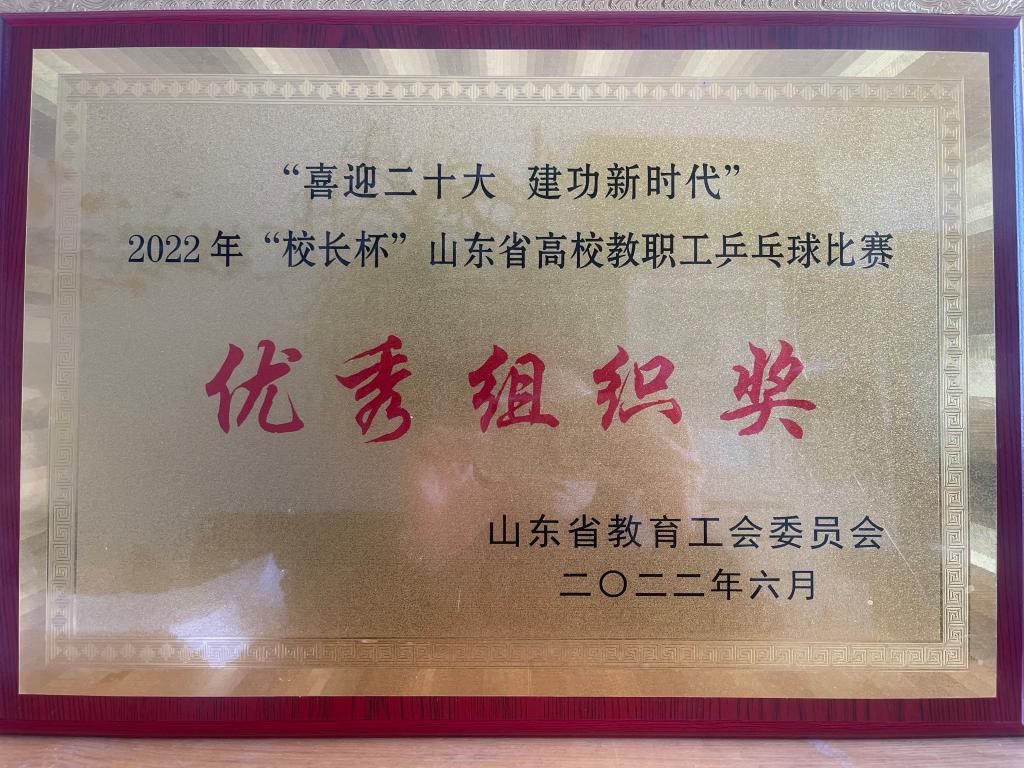 “喜迎二十大 建功新时代”
2022年“校长杯”山东省高校教职工乒乓球比赛
优秀组织奖
山东省教育工会委员会
二〇二二年六月